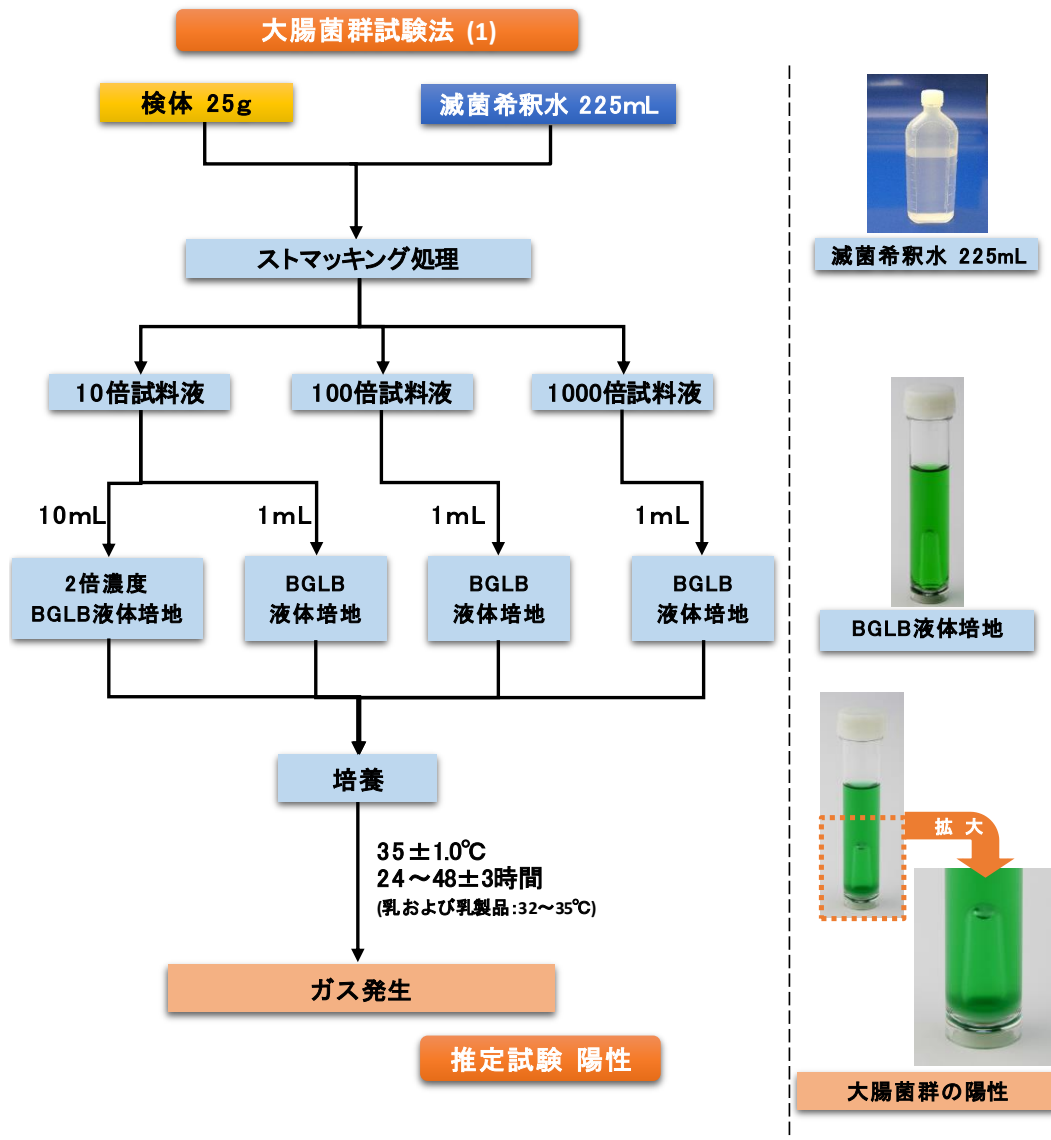 大腸菌群試験法 (1)
検体 25g
滅菌希釈水 225mL
ストマッキング処理
10倍試料液
100倍試料液
1000倍試料液
10mL
1mL
1mL
1mL
2倍濃度
BGLB液体培地
BGLB
液体培地
BGLB
液体培地
BGLB
液体培地
培養
35±1.0℃
24～48±3時間
(乳および乳製品:32～35℃)
ガス発生
推定試験 陽性
滅菌希釈水 225mL
BGLB液体培地
拡 大
大腸菌群の陽性